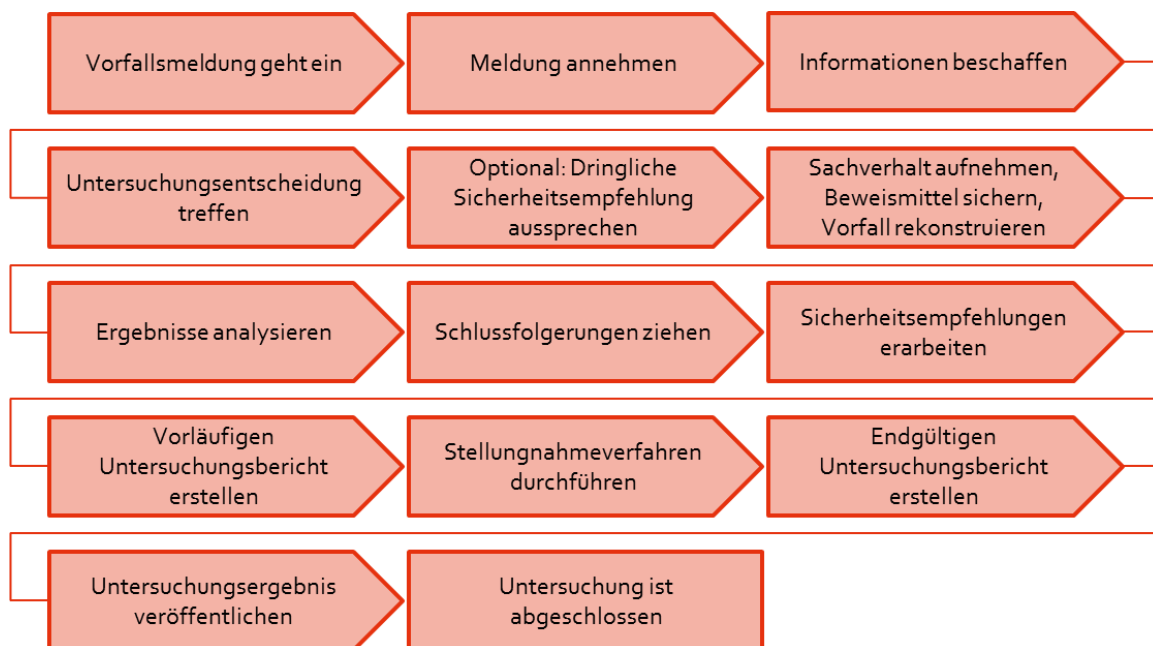 Vorfallsmeldung geht ein
Meldung annehmen
Informationen beschaffen
Untersuchungsentscheidung
treffen
Optional: Dringliche
Sicherheitsempfehlung
aussprechen
Sachverhalt aufnehmen,
Beweismittel sichern,
Vorfall rekonstruieren
Ergebnisse analysieren
Schlussfolgerungen ziehen
Sicherheitsempfehlungen
erarbeiten
Vorläufigen
Untersuchungsbericht
erstellen
Stellungnahmeverfahren
durchführen
Endgültigen
Untersuchungsbericht
erstellen
Untersuchungsergebnis
veröffentlichen
Untersuchung ist
abgeschlossen